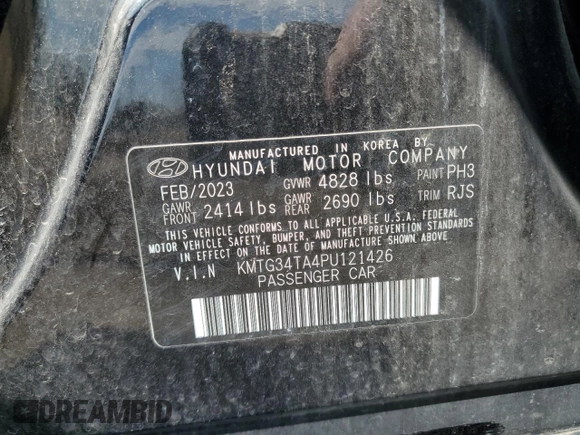 MANUFACTURED IN KOREA BY
HYUNDAI MOTOR COMPANY
FEB/2023 GVWR 4828 lbs PAINT PH3
GAWR FRONT 2414 lbs GAWR REAR 2690 lbs TRIM RJS
THIS VEHICLE CONFORMS TO ALL APPLICABLE U.S.A. FEDERAL
MOTOR VEHICLE SAFETY, BUMPER, AND THEFT PREVENTION STANDARDS
IN EFFECT ON THE DATE OF MANUFACTURE SHOWN ABOVE.
V.I.N KMTG34TA4PU121426
PASSENGER CAR
DREAMBID